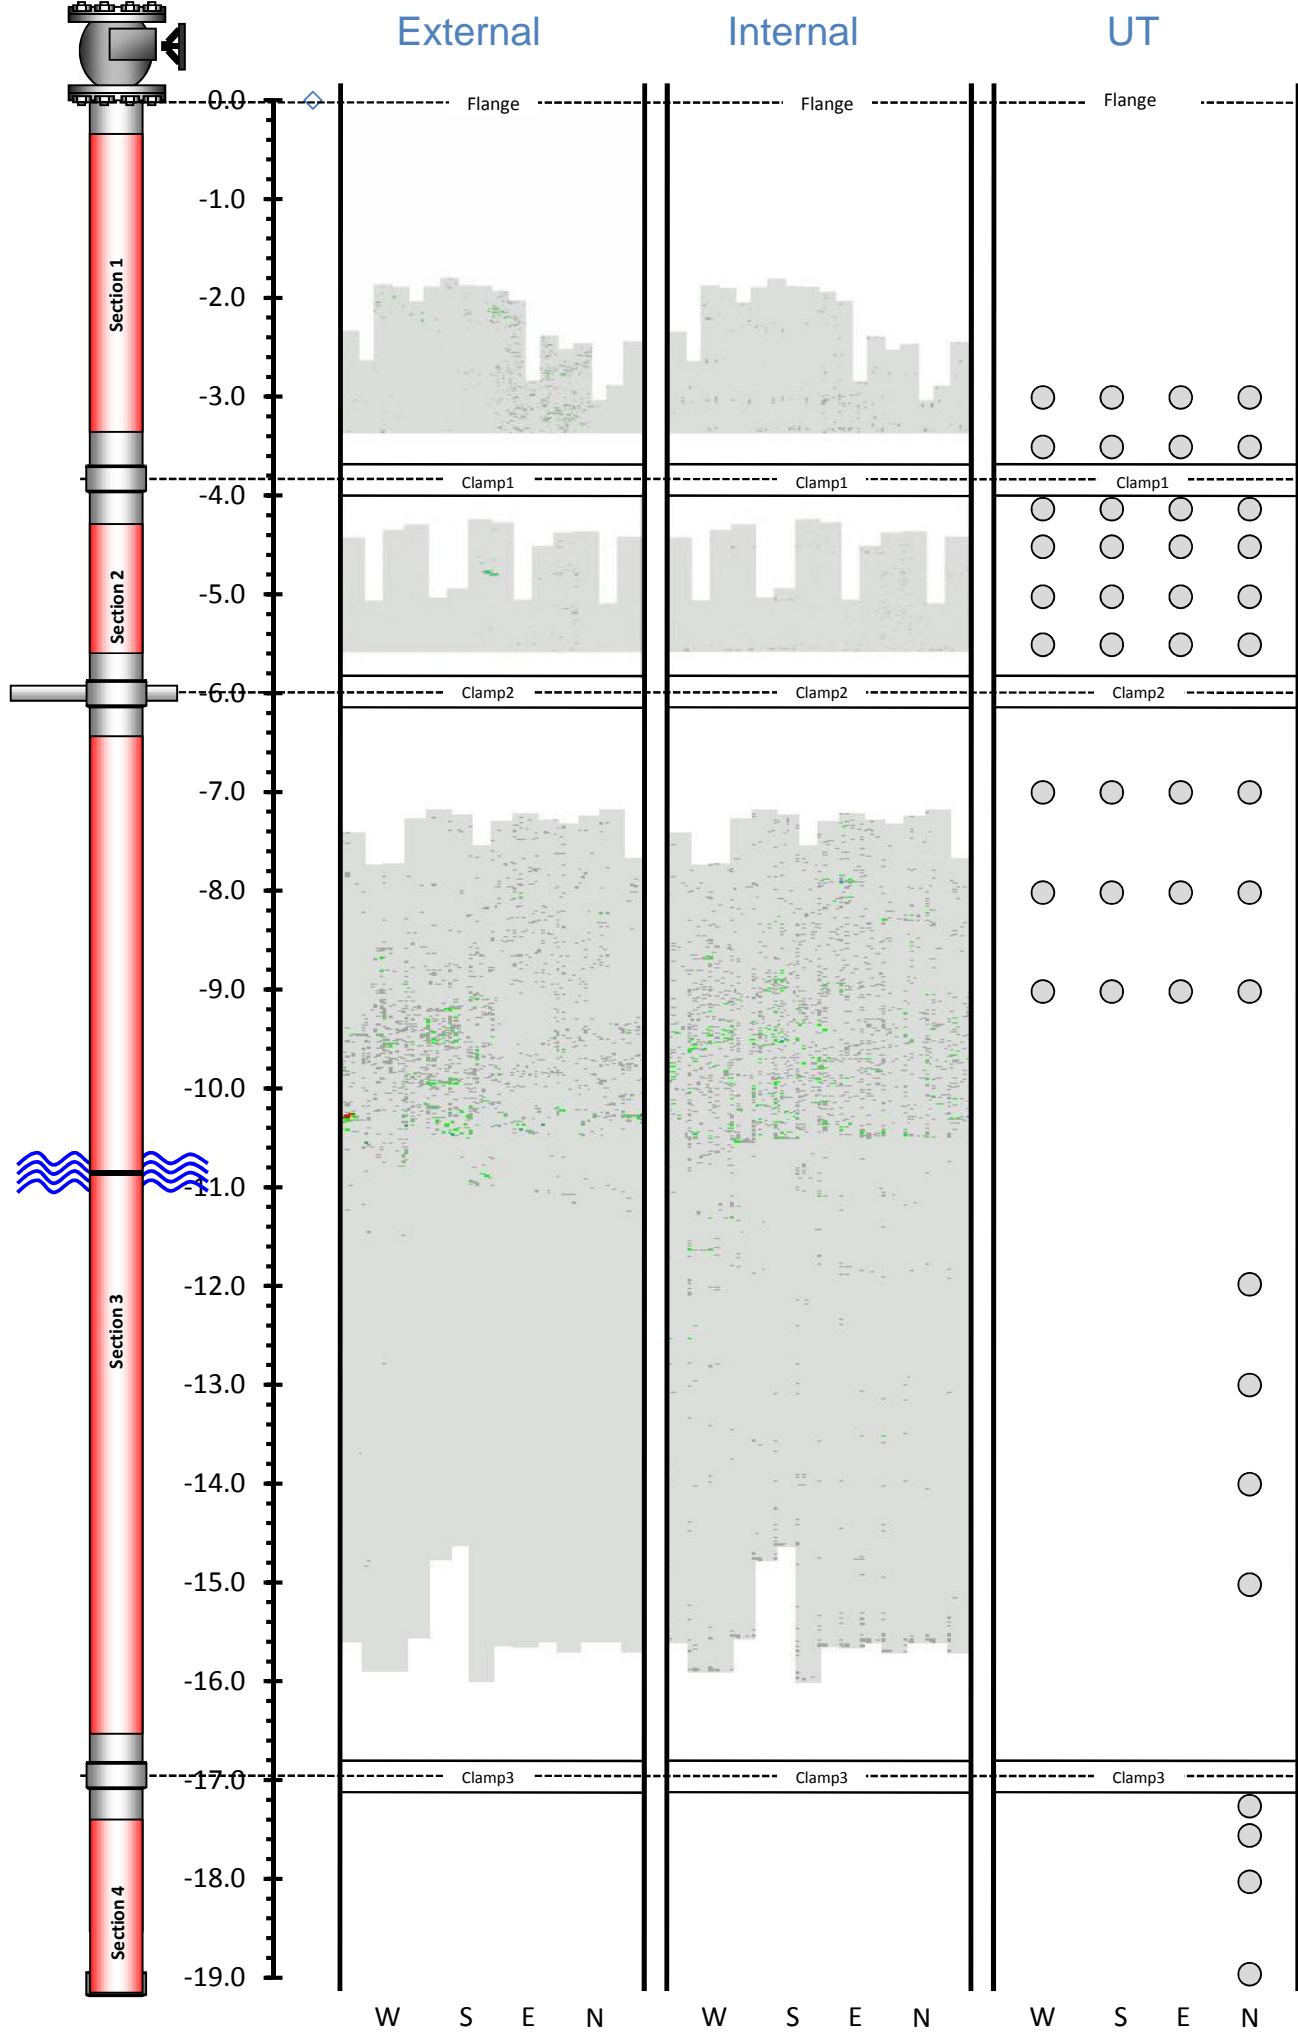 External Internal UT
0.0 Flange Flange Flange
-1.0
Section 1
-2.0
-3.0
Clamp1 Clamp1 Clamp1
-4.0
Section 2
-5.0
-6.0 Clamp2 Clamp2 Clamp2
-7.0
-8.0
-9.0
-10.0
-11.0
-12.0
Section 3
-13.0
-14.0
-15.0
-16.0
-17.0 Clamp3 Clamp3 Clamp3
-18.0
Section 4
-19.0
W S E N W S E N W S E N